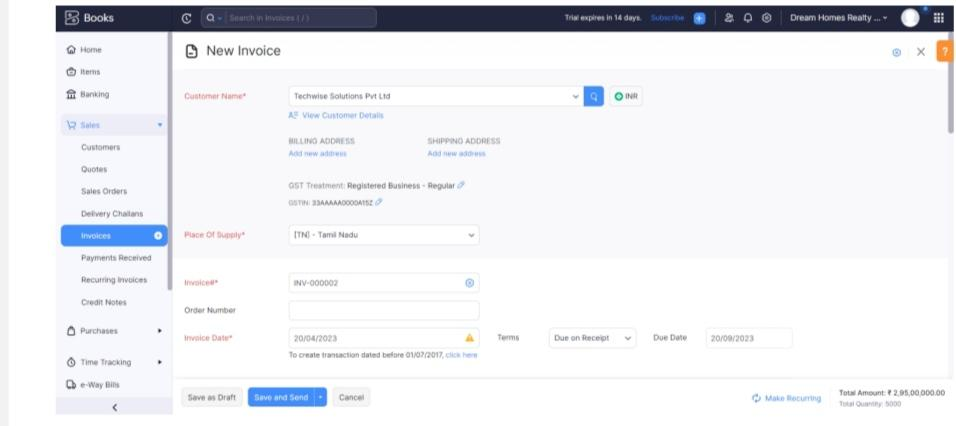 Books
Search in Invoices ( / )
Trial expires in 14 days. Subscribe
Dream Homes Realty ...
Home
Items
Banking
Sales
Customers
Quotes
Sales Orders
Delivery Challans
Invoices
Payments Received
Recurring Invoices
Credit Notes
Purchases
Time Tracking
e-Way Bills
New Invoice
?
Customer Name*
Techwise Solutions Pvt Ltd
INR
View Customer Details
BILLING ADDRESS
Add new address
SHIPPING ADDRESS
Add new address
GST Treatment: Registered Business - Regular
GSTIN: 33AAAAA0000A15Z
Place Of Supply*
[TN] - Tamil Nadu
Invoice#*
INV-000002
Order Number
Invoice Date*
20/04/2023
Terms
Due on Receipt
Due Date
20/09/2023
To create transaction dated before 01/07/2017, click here
Save as Draft
Save and Send
Cancel
Make Recurring
Total Amount: ₹ 2,95,00,000.00
Total Quantity: 5000